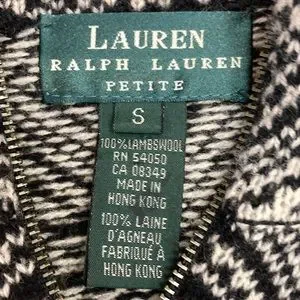 LAUREN
RALPH LAUREN
PETITE
S
100% LAMBSWOOL
RN 54050
CA 08349
MADE IN
HONG KONG
100% LAINE
D'AGNEAU
FABRIQUÉ À
HONG KONG